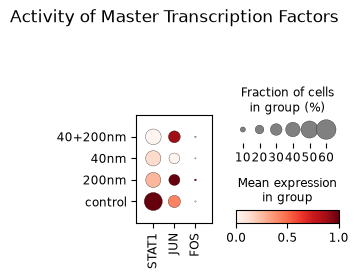 Activity of Master Transcription Factors
Fraction of cells
in group (%)
10 20 30 40 50 60
Mean expression
in group
0.0 0.5 1.0
40+200nm
40nm
200nm
control
STAT1 JUN FOS